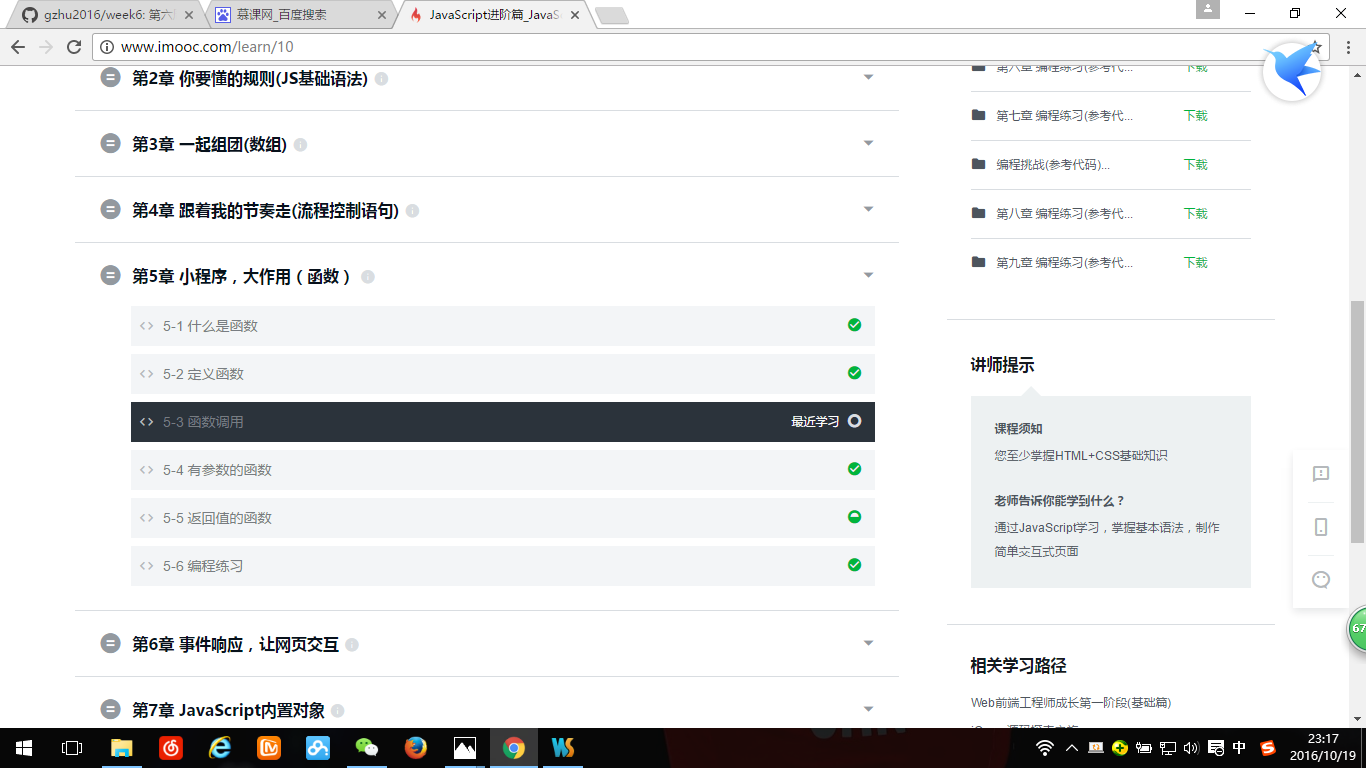 gzhu2016/week6: 第六
慕课网_百度搜索
JavaScript进阶篇_JavaS
www.imooc.com/learn/10
第2章 你要懂的规则(JS基础语法)
第3章 一起组团(数组)
第4章 跟着我的节奏走(流程控制语句)
第5章 小程序，大作用（函数）
5-1 什么是函数
5-2 定义函数
5-3 函数调用
最近学习
5-4 有参数的函数
5-5 返回值的函数
5-6 编程练习
第6章 事件响应，让网页交互
第7章 JavaScript内置对象
第六章 编程练习(参考代...
下载
第七章 编程练习(参考代...
下载
编程挑战(参考代码)...
下载
第八章 编程练习(参考代...
下载
第九章 编程练习(参考代...
下载
讲师提示
课程须知
您至少掌握HTML+CSS基础知识
老师告诉你能学到什么？
通过JavaScript学习，掌握基本语法，制作
简单交互式页面
67
相关学习路径
Web前端工程师成长第一阶段(基础篇)
中
23:17
2016/10/19